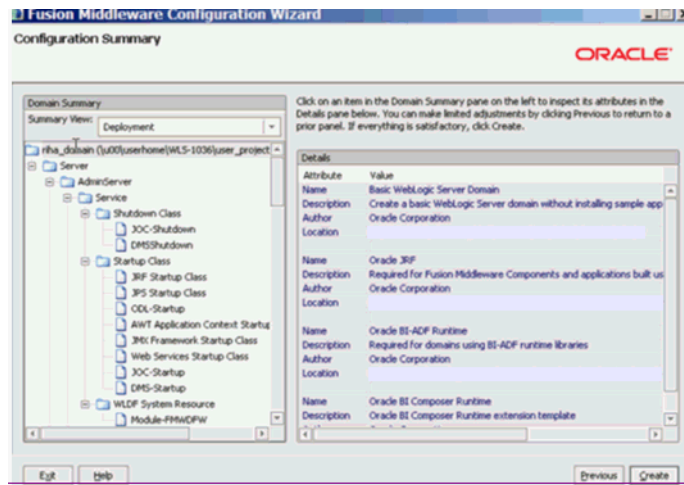 Fusion Middleware Configuration Wizard
Configuration Summary
ORACLE
Domain Summary
Summary View: Deployment
riha_domain (\u00\userhome\WLS-1036\user_project
Server
AdminServer
Service
Shutdown Class
JOC-Shutdown
DMSShutdown
Startup Class
JRF Startup Class
JPS Startup Class
ODL-Startup
AWT Application Context Startup
JMX Framework Startup Class
Web Services Startup Class
JOC-Startup
DMS-Startup
WLDF System Resource
Module-FMWDFW
Click on an item in the Domain Summary pane on the left to inspect its attributes in the
Details pane below. You can make limited adjustments by clicking Previous to return to a
prior panel. If everything is satisfactory, click Create.
Details
Attribute Value
Name Basic WebLogic Server Domain
Description Create a basic WebLogic Server domain without installing sample app
Author Oracle Corporation
Location
Name Oracle JRF
Description Required for Fusion Middleware Components and applications built us
Author Oracle Corporation
Location
Name Oracle BI-ADF Runtime
Description Required for domains using BI-ADF runtime libraries
Author Oracle Corporation
Location
Name Oracle BI Composer Runtime
Description Oracle BI Composer Runtime extension template
Exit Help Previous Create